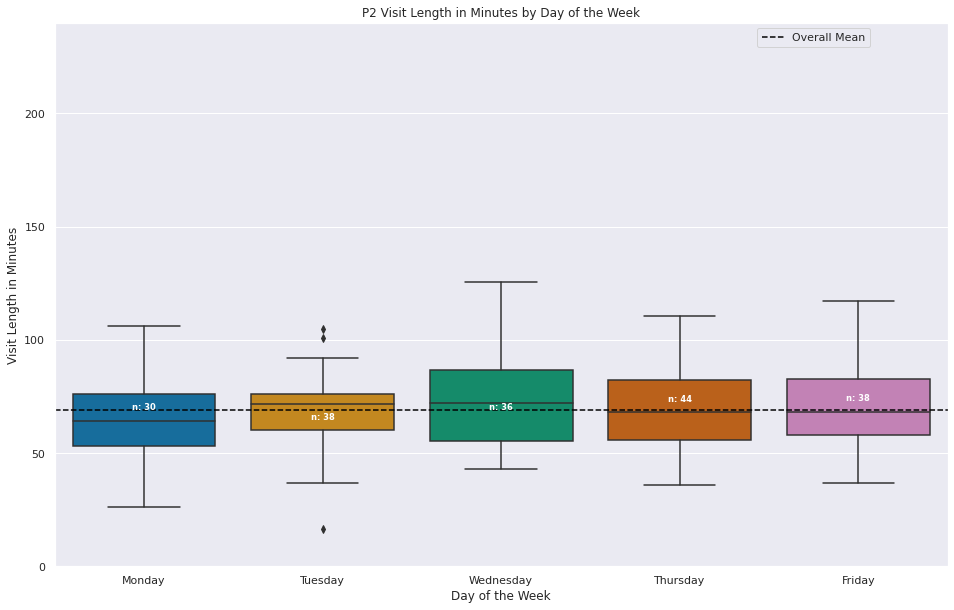 P2 Visit Length in Minutes by Day of the Week
Overall Mean
200
150
100
50
0
Visit Length in Minutes
n: 30
n: 38
n: 36
n: 44
n: 38
Monday
Tuesday
Wednesday
Thursday
Friday
Day of the Week